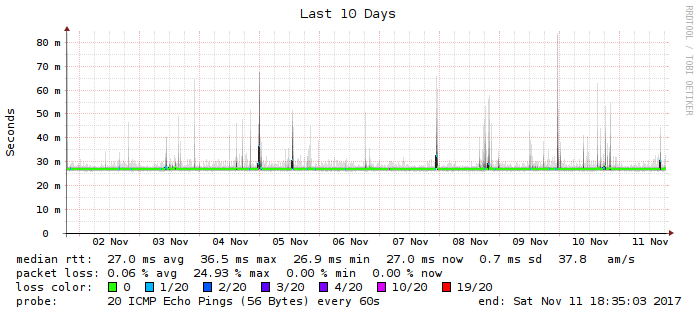 Last 10 Days
RRDTOOL / TOBI OETIKER
Seconds
80 m
70 m
60 m
50 m
40 m
30 m
20 m
10 m
0
02 Nov 03 Nov 04 Nov 05 Nov 06 Nov 07 Nov 08 Nov 09 Nov 10 Nov 11 Nov
median rtt: 27.0 ms avg 36.5 ms max 26.9 ms min 27.0 ms now 0.7 ms sd 37.8 am/s
packet loss: 0.06 % avg 24.93 % max 0.00 % min 0.00 % now
loss color: 0 1/20 2/20 3/20 4/20 10/20 19/20
probe: 20 ICMP Echo Pings (56 Bytes) every 60s end: Sat Nov 11 18:35:03 2017